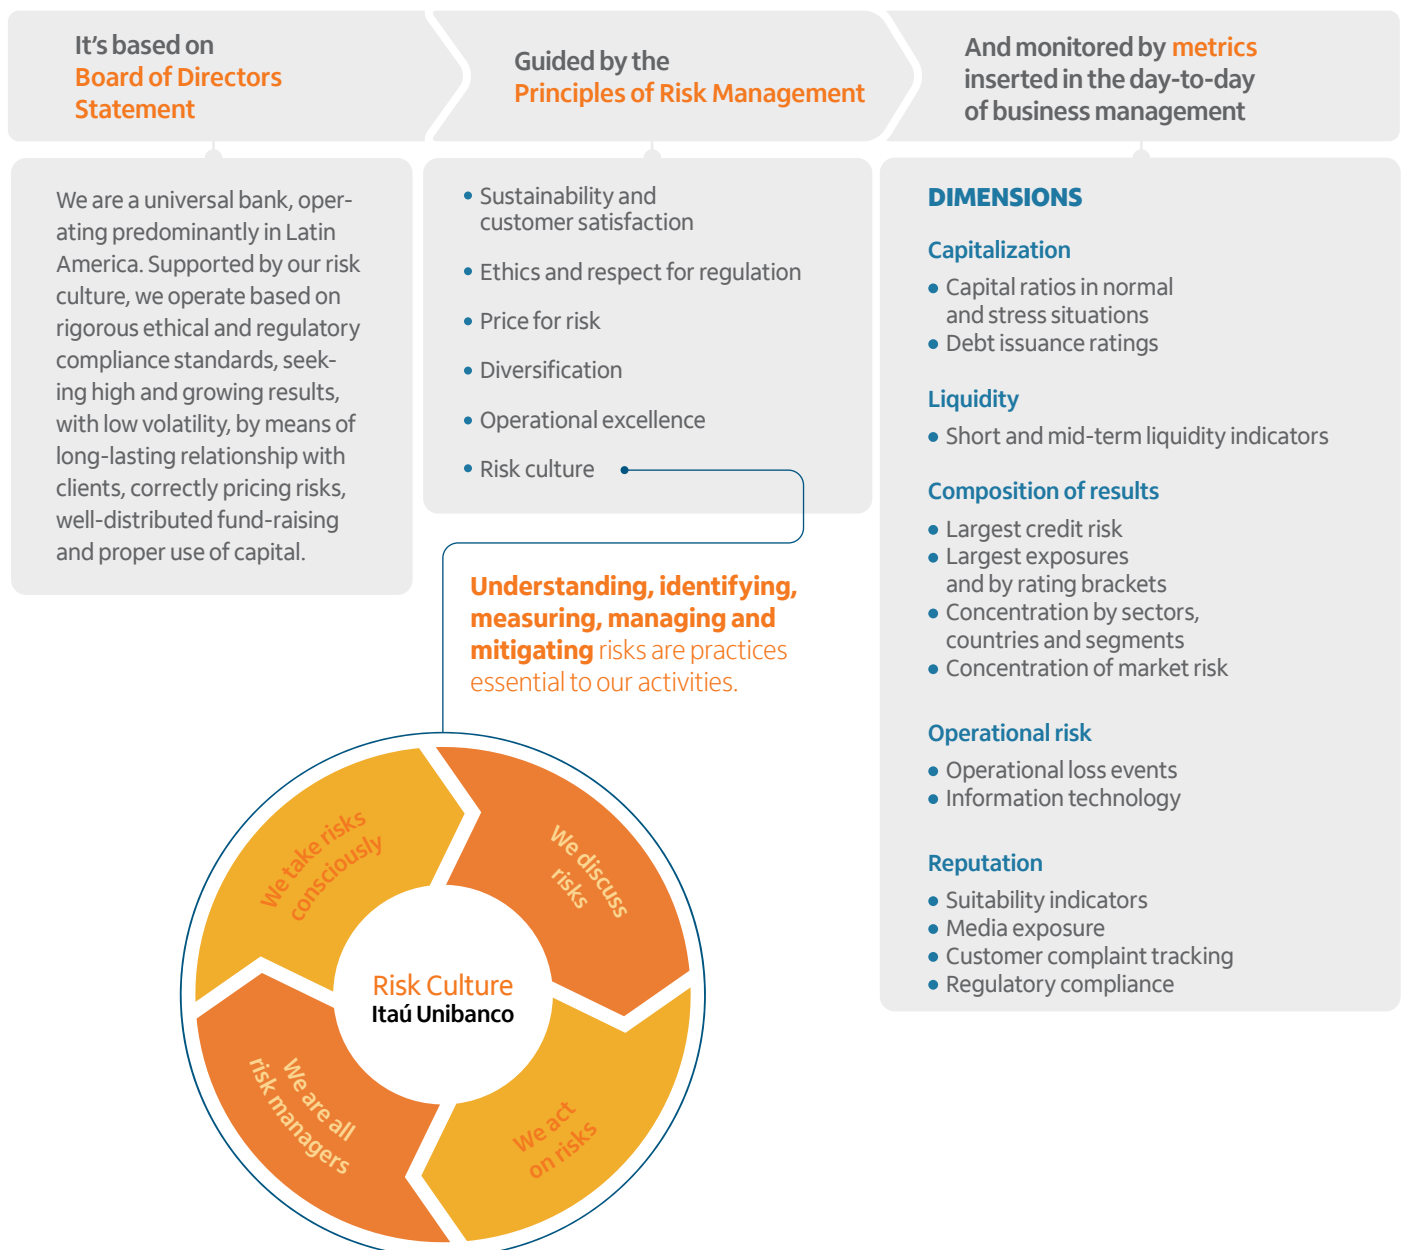 It's based on
Board of Directors
Statement
Guided by the
Principles of Risk Management
And monitored by metrics
inserted in the day-to-day
of business management
We are a universal bank, oper-
ating predominantly in Latin
America. Supported by our risk
culture, we operate based on
rigorous ethical and regulatory
compliance standards, seek-
ing high and growing results,
with low volatility, by means of
long-lasting relationship with
clients, correctly pricing risks,
well-distributed fund-raising
and proper use of capital.
• Sustainability and
customer satisfaction
• Ethics and respect for regulation
• Price for risk
• Diversification
• Operational excellence
• Risk culture
Understanding, identifying,
measuring, managing and
mitigating risks are practices
essential to our activities.
We take risks
consciously
We discuss
risks
We act
on risks
We are all
risk managers
Risk Culture
Itaú Unibanco
DIMENSIONS
Capitalization
• Capital ratios in normal
and stress situations
• Debt issuance ratings
Liquidity
• Short and mid-term liquidity indicators
Composition of results
• Largest credit risk
• Largest exposures
and by rating brackets
• Concentration by sectors,
countries and segments
• Concentration of market risk
Operational risk
• Operational loss events
• Information technology
Reputation
• Suitability indicators
• Media exposure
• Customer complaint tracking
• Regulatory compliance